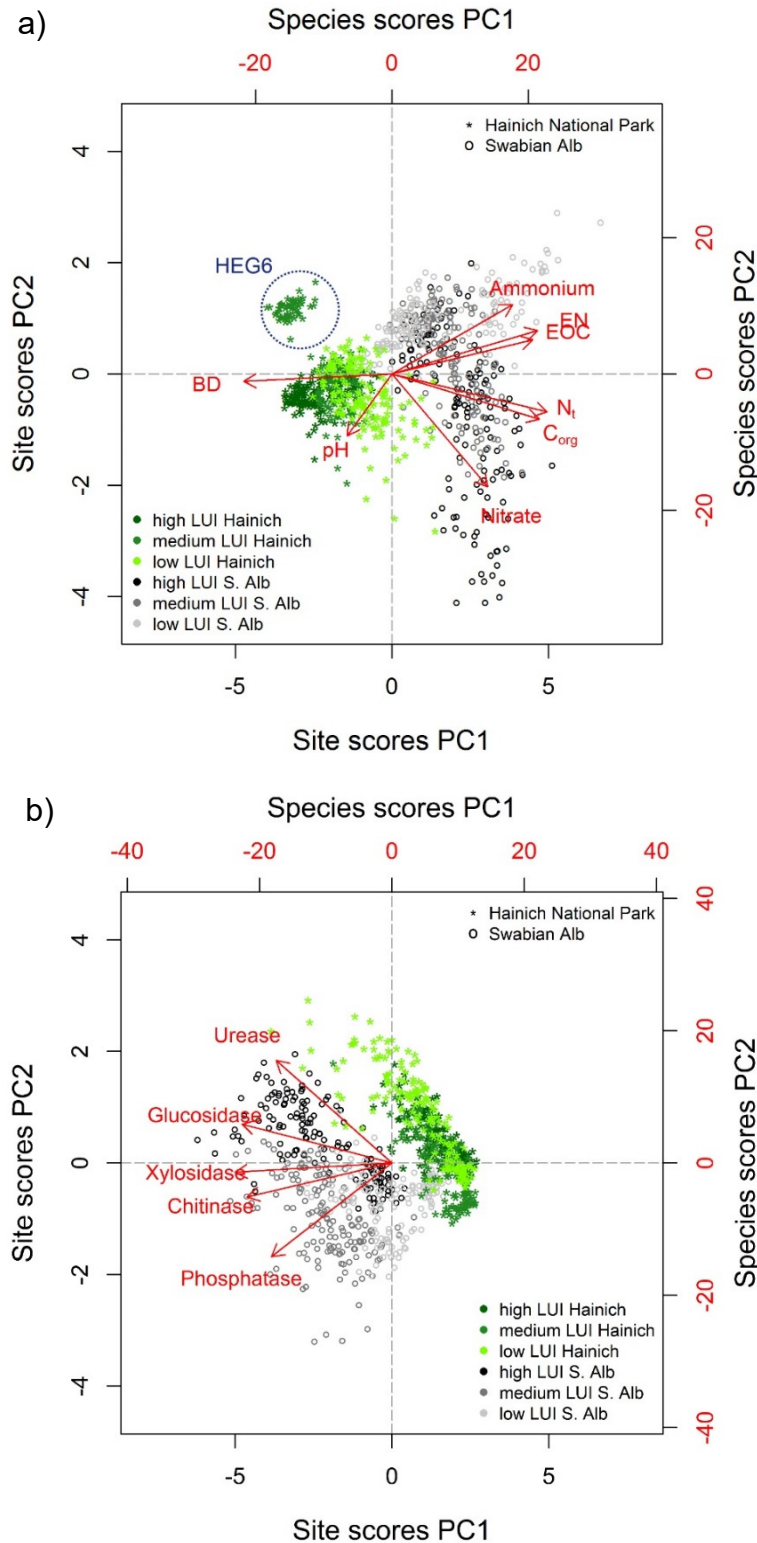 a)
Species scores PC1
-20
0
20
* Hainich National Park
o Swabian Alb
4
2
0
-2
-4
Site scores PC2
20
0
-20
Species scores PC2
HEG6
Ammonium
EN
EOC
BD
Nt
Corg
pH
Nitrate
high LUI Hainich
medium LUI Hainich
low LUI Hainich
high LUI S. Alb
medium LUI S. Alb
low LUI S. Alb
-5
0
5
Site scores PC1
b)
Species scores PC1
-40
-20
0
20
40
* Hainich National Park
o Swabian Alb
4
2
0
-2
-4
Site scores PC2
40
20
0
-20
-40
Species scores PC2
Urease
Glucosidase
Xylosidase
Chitinase
Phosphatase
high LUI Hainich
medium LUI Hainich
low LUI Hainich
high LUI S. Alb
medium LUI S. Alb
low LUI S. Alb
-5
0
5
Site scores PC1